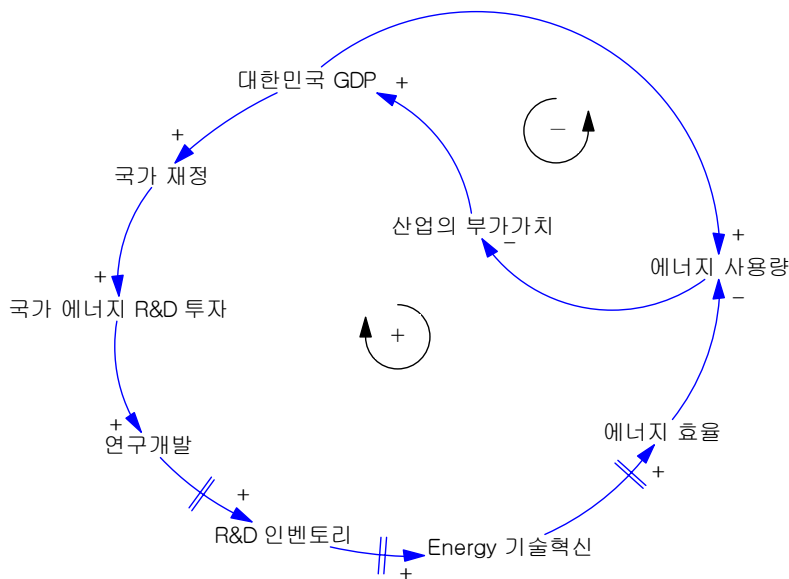 대한민국 GDP
+
+
−
국가 재정
산업의 부가가치
−
+
에너지 사용량
−
+
국가 에너지 R&D 투자
+
+
연구개발
에너지 효율
+
+
R&D 인벤토리
Energy 기술혁신
+